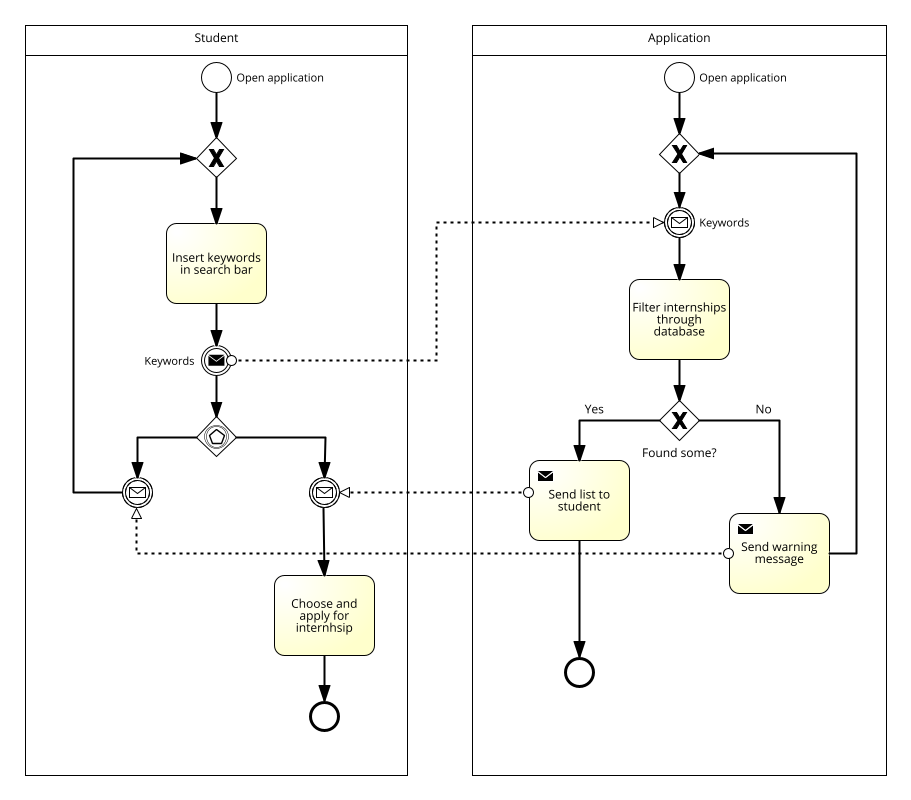 Student
Application
Open application
Open application
Insert keywords
in search bar
Keywords
Keywords
Filter internships
through
database
Yes
No
Found some?
Send list to
student
Send warning
message
Choose and
apply for
internhsip